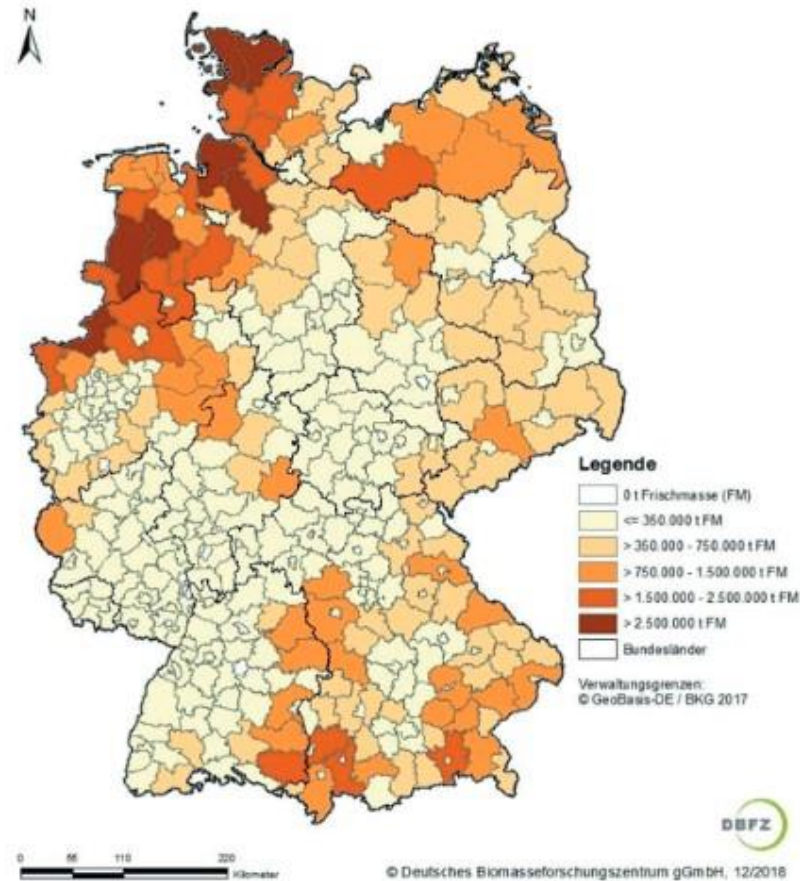 N
Legende
0 t Frischmasse (FM)
<= 350.000 t FM
> 350.000 - 750.000 t FM
> 750.000 - 1.500.000 t FM
> 1.500.000 - 2.500.000 t FM
> 2.500.000 t FM
Bundesländer
Verwaltungsgrenzen:
© GeoBasis-DE / BKG 2017
DBFZ
0 55 110 220
Kilometer
© Deutsches Biomasseforschungszentrum gGmbH, 12/2018